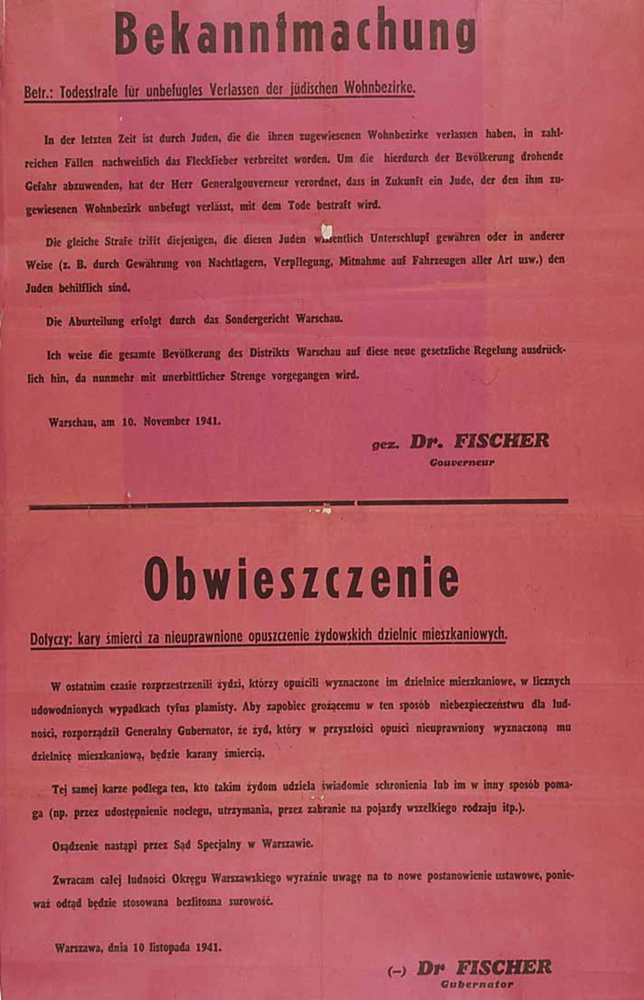 Bekanntmachung
Betr.: Todesstrafe für unbefugtes Verlassen der jüdischen Wohnbezirke.
In der letzten Zeit ist durch Juden, die die ihnen zugewiesenen Wohnbezirke verlassen haben, in zahl-
reichen Fällen nachweislich das Fleckfieber verbreitet worden. Um die hierdurch der Bevölkerung drohende
Gefahr abzuwenden, hat der Herr Generalgouverneur verordnet, dass in Zukunft ein Jude, der den ihm zu-
gewiesenen Wohnbezirk unbefugt verlässt, mit dem Tode bestraft wird.
Die gleiche Strafe trifft diejenigen, die diesen Juden wissentlich Unterschlupf gewähren oder in anderer
Weise (z. B. durch Gewährung von Nachtlagern, Verpflegung, Mitnahme auf Fahrzeugen aller Art usw.) den
Juden behilflich sind.
Die Aburteilung erfolgt durch das Sondergericht Warschau.
Ich weise die gesamte Bevölkerung des Distrikts Warschau auf diese neue gesetzliche Regelung ausdrück-
lich hin, da nunmehr mit unerbittlicher Strenge vorgegangen wird.
Warschau, am 10. November 1941.
gez. Dr. FISCHER
Gouverneur
Obwieszczenie
Dotyczy: kary śmierci za nieuprawnione opuszczenie żydowskich dzielnic mieszkaniowych.
W ostatnim czasie rozprzestrzenili żydzi, którzy opuścili wyznaczone im dzielnice mieszkaniowe, w licznych
udowodnionych wypadkach tyfus plamisty. Aby zapobiec grożącemu w ten sposób niebezpieczeństwu dla lud-
ności, rozporządził Generalny Gubernator, że żyd, który w przyszłości opuści nieuprawniony wyznaczoną mu
dzielnicę mieszkaniową, będzie karany śmiercią.
Tej samej karze podlega ten, kto takim żydom udziela świadomie schronienia lub im w inny sposób poma-
ga (np. przez udostępnienie noclegu, utrzymania, przez zabranie na pojazdy wszelkiego rodzaju itp.).
Osądzenie nastąpi przez Sąd Specjalny w Warszawie.
Zwracam całej ludności Okręgu Warszawskiego wyraźnie uwagę na to nowe postanowienie ustawowe, ponie-
waż odtąd będzie stosowana bezlitosna surowość.
Warszawa, dnia 10 listopada 1941.
(–) Dr FISCHER
Gubernator